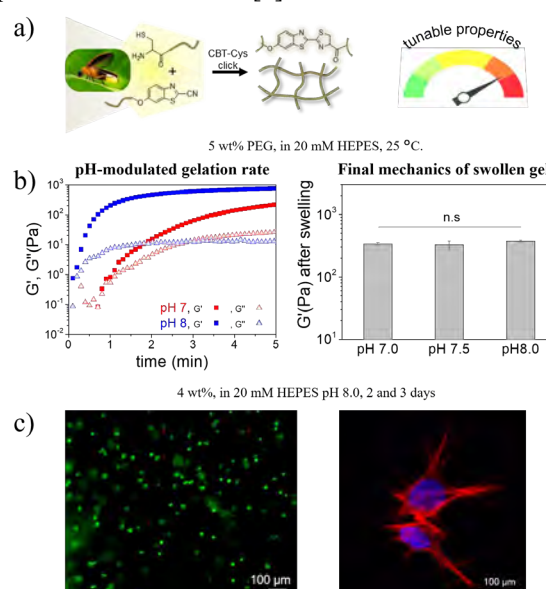 a)
HS
H₂N
O
+
O
N
S
CN
CBT-Cys
click
O
N
S
N
S
O
tunable properties
5 wt% PEG, in 20 mM HEPES, 25 °C.
b)
pH-modulated gelation rate
G', G"(Pa)
10³
10²
10¹
10⁰
10⁻¹
10⁻²
pH 7, G' , G"
pH 8, G' , G"
0 1 2 3 4 5
time (min)
Final mechanics of swollen gel
G'(Pa) after swelling
10³
10²
10¹
n.s
pH 7.0 pH 7.5 pH8.0
4 wt%, in 20 mM HEPES pH 8.0, 2 and 3 days
c)
100 μm
100 μm